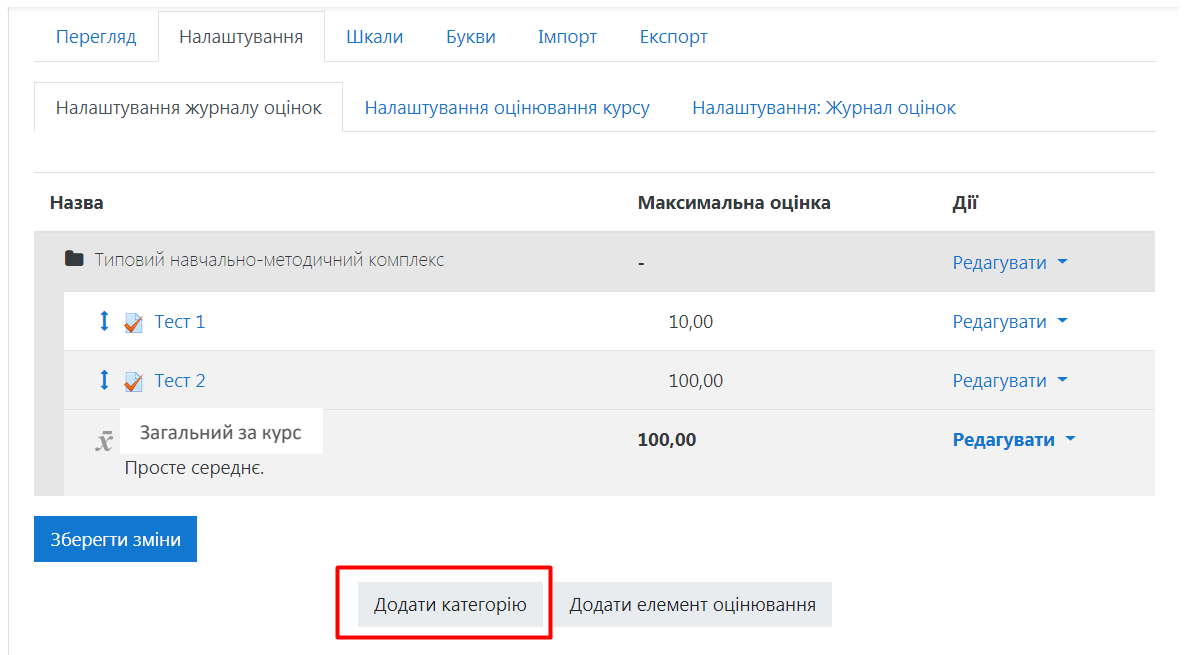 Перегляд Налаштування Шкали Букви Імпорт Експорт
Налаштування журналу оцінок Налаштування оцінювання курсу Налаштування: Журнал оцінок
Назва Максимальна оцінка Дії
Типовий навчально-методичний комплекс - Редагувати
Тест 1 10,00 Редагувати
Тест 2 100,00 Редагувати
x̄ Загальний за курс 100,00 Редагувати
Просте середнє.
Зберегти зміни
Додати категорію Додати елемент оцінювання